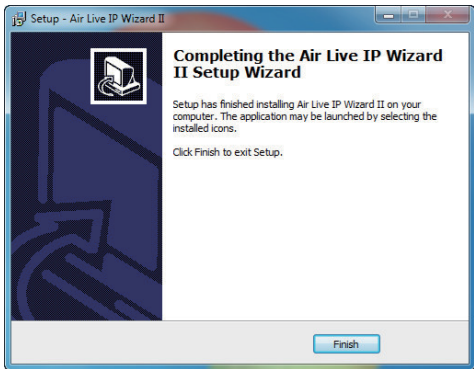 Setup - Air Live IP Wizard II
Completing the Air Live IP Wizard
II Setup Wizard
Setup has finished installing Air Live IP Wizard II on your
computer. The application may be launched by selecting the
installed icons.
Click Finish to exit Setup.
Finish